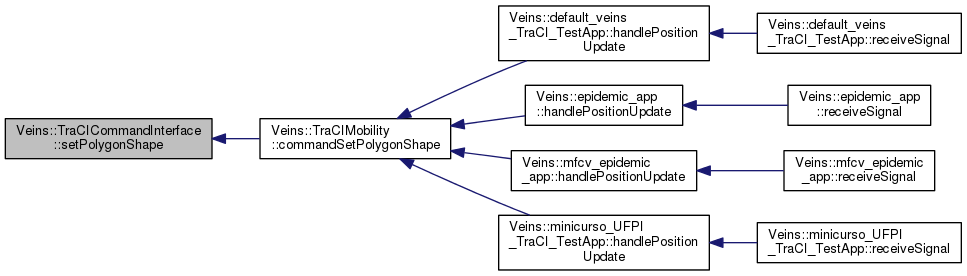 Veins::TraCICommandInterface
::setPolygonShape
Veins::TraCIMobility
::commandSetPolygonShape
Veins::default_veins
_TraCI_TestApp::handlePosition
Update
Veins::default_veins
_TraCI_TestApp::receiveSignal
Veins::epidemic_app
::handlePositionUpdate
Veins::epidemic_app
::receiveSignal
Veins::mfcv_epidemic
_app::handlePositionUpdate
Veins::mfcv_epidemic
_app::receiveSignal
Veins::minicurso_UFPI
_TraCI_TestApp::handlePosition
Update
Veins::minicurso_UFPI
_TraCI_TestApp::receiveSignal